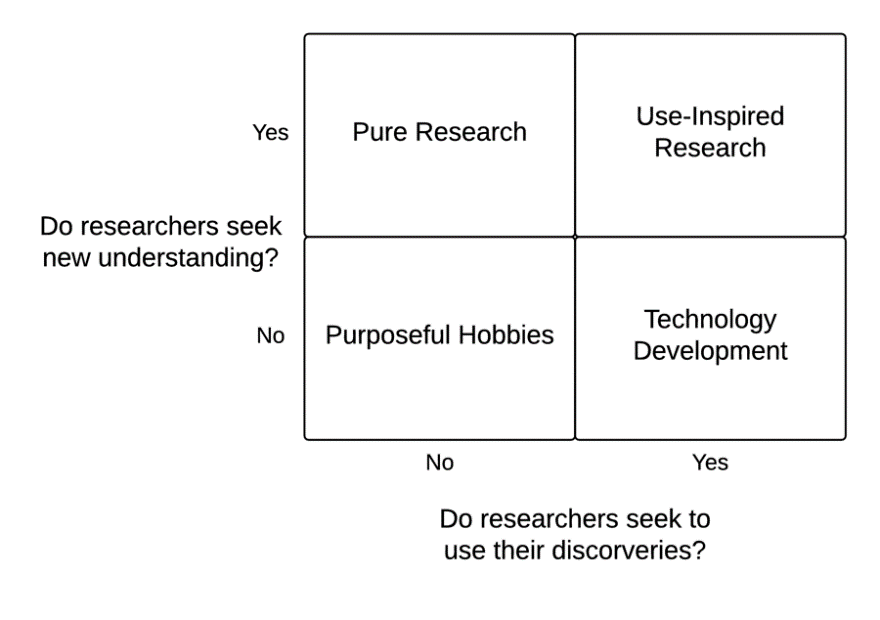 Yes
Pure Research
Use-Inspired
Research
Do researchers seek
new understanding?
No
Purposeful Hobbies
Technology
Development
No
Yes
Do researchers seek to
use their discorveries?